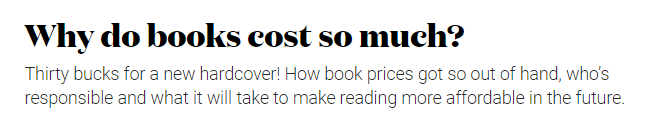 Why do books cost so much?
Thirty bucks for a new hardcover! How book prices got so out of hand, who's
responsible and what it will take to make reading more affordable in the future.